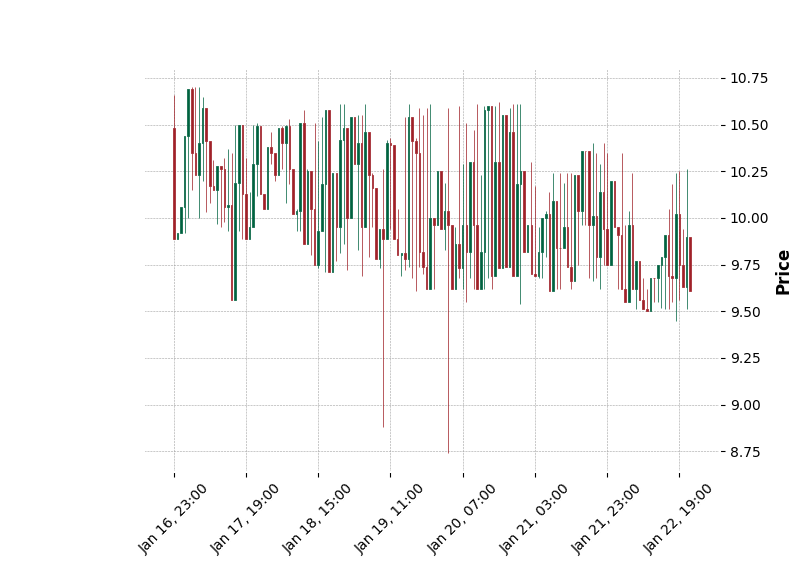 10.75
10.50
10.25
10.00
9.75
9.50
9.25
9.00
8.75
Price
Jan 16, 23:00
Jan 17, 19:00
Jan 18, 15:00
Jan 19, 11:00
Jan 20, 07:00
Jan 21, 03:00
Jan 21, 23:00
Jan 22, 19:00